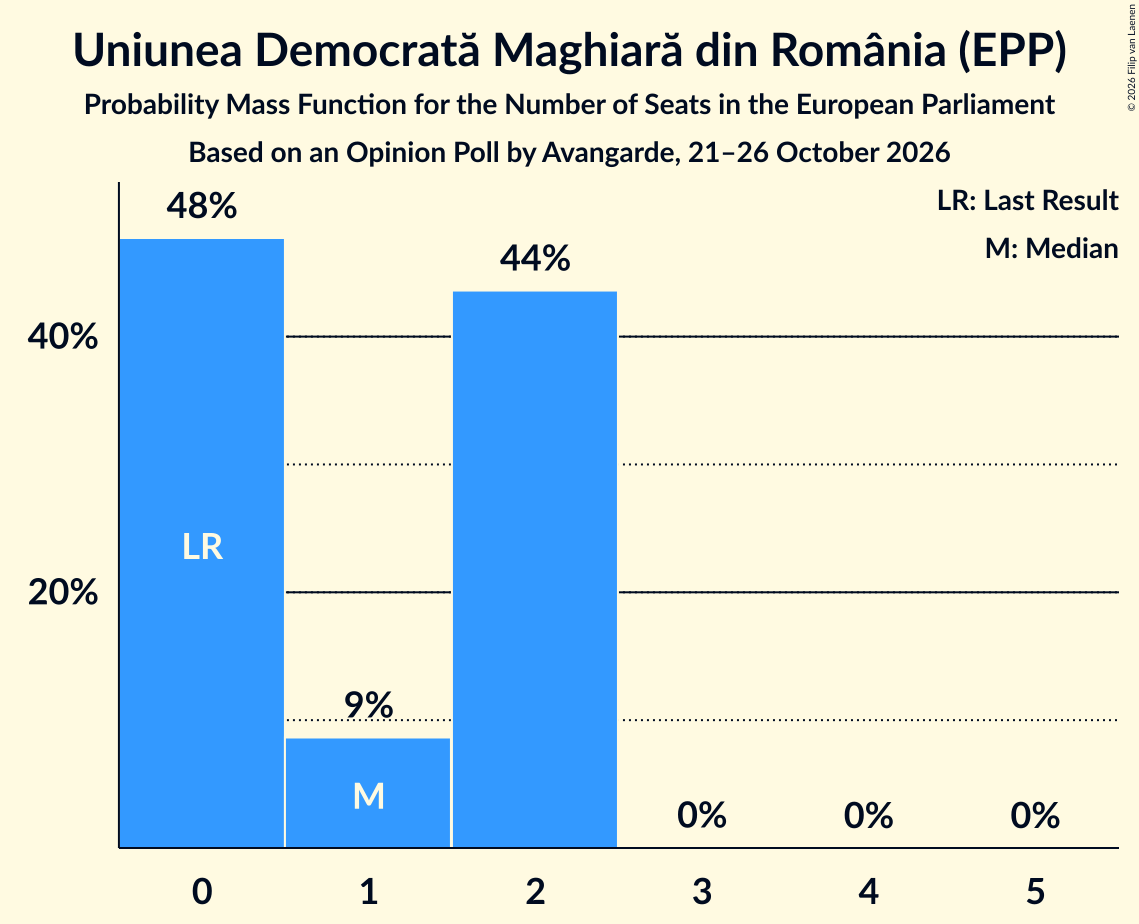 Uniunea Democrată Maghiară din România (EPP)
Probability Mass Function for the Number of Seats in the European Parliament
Based on an Opinion Poll by Avangarde, 21–26 October 2026
© 2026 Filip van Laenen
LR: Last Result
M: Median
48%
44%
40%
LR
20%
9%
M
0%
0%
0%
0
1
2
3
4
5